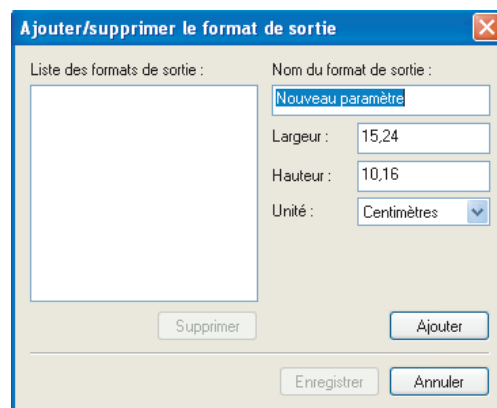 Ajouter/supprimer le format de sortie
Liste des formats de sortie :
Nom du format de sortie :
Nouveau paramètre
Largeur :
15,24
Hauteur :
10,16
Unité :
Centimètres
Supprimer
Ajouter
Enregistrer
Annuler